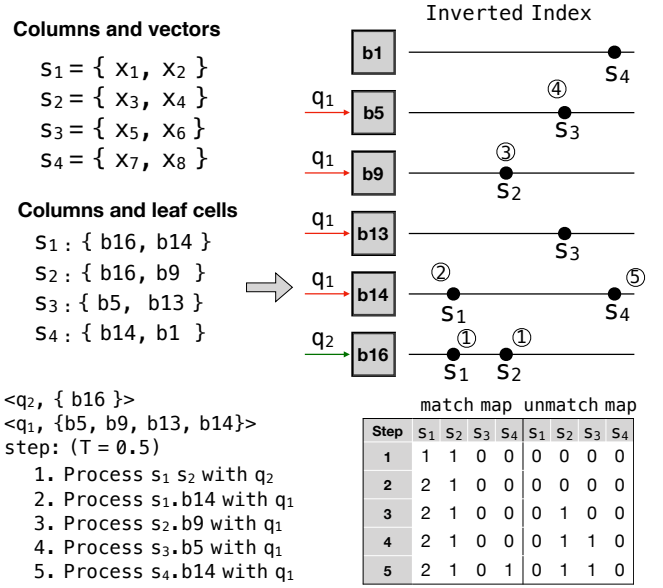 Inverted Index
Columns and vectors
s₁ = { x₁, x₂ }
s₂ = { x₃, x₄ }
s₃ = { x₅, x₆ }
s₄ = { x₇, x₈ }
Columns and leaf cells
s₁ : { b16, b14 }
s₂ : { b16, b9 }
s₃ : { b5, b13 }
s₄ : { b14, b1 }
b1
s₄
q₁ b5 ④
s₃
q₁ b9 ③
s₂
q₁ b13
s₃
q₁ b14 ② ⑤
s₁ s₄
q₂ b16 ① ①
s₁ s₂
<q₂, { b16 }>
<q₁, {b5, b9, b13, b14}>
step: (T = 0.5)
1. Process s₁ s₂ with q₂
2. Process s₁.b14 with q₁
3. Process s₂.b9 with q₁
4. Process s₃.b5 with q₁
5. Process s₄.b14 with q₁
match map unmatch map
Step s₁ s₂ s₃ s₄ s₁ s₂ s₃ s₄
1 1 1 0 0 0 0 0 0
2 2 1 0 0 0 0 0 0
3 2 1 0 0 0 1 0 0
4 2 1 0 0 0 1 1 0
5 2 1 0 1 0 1 1 0